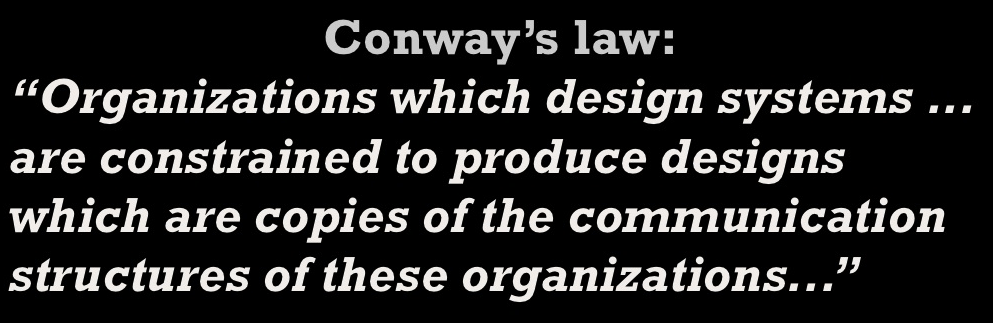 Conway’s law:
“Organizations which design systems ...
are constrained to produce designs
which are copies of the communication
structures of these organizations...”